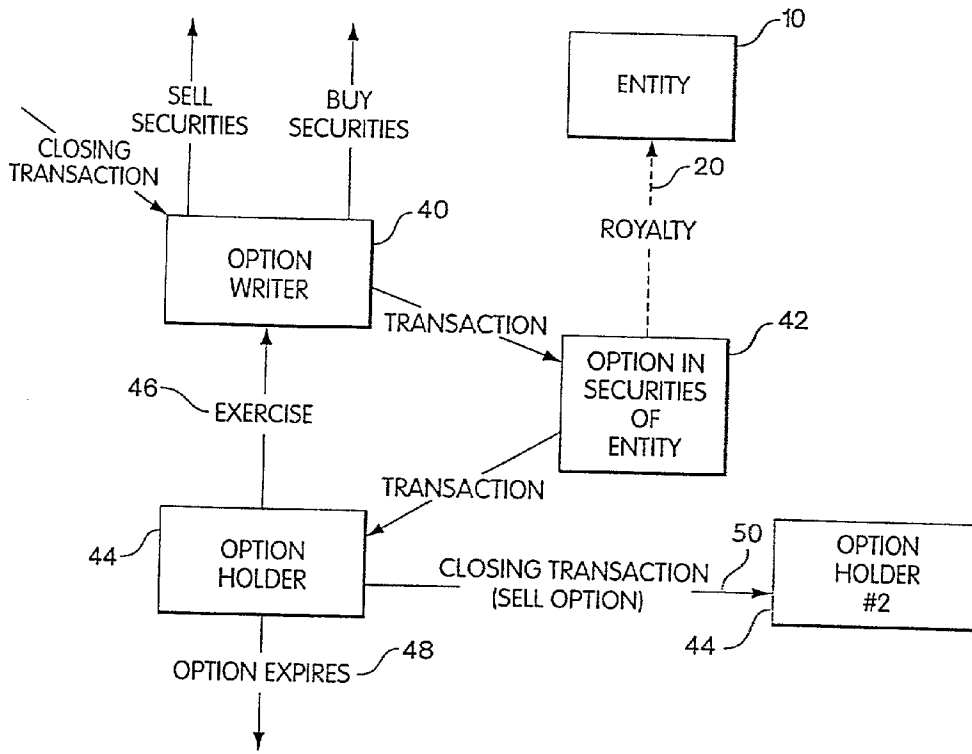 10
ENTITY
SELL
SECURITIES
BUY
SECURITIES
CLOSING
TRANSACTION
20
ROYALTY
40
OPTION
WRITER
TRANSACTION
42
OPTION IN
SECURITIES
OF
ENTITY
46
EXERCISE
TRANSACTION
44
OPTION
HOLDER
CLOSING TRANSACTION
(SELL OPTION)
50
OPTION
HOLDER
#2
44
OPTION EXPIRES
48